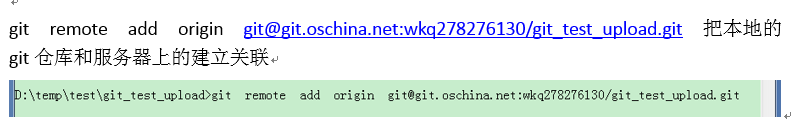 git remote add origin git@git.oschina.net:wkq278276130/git_test_upload.git 把本地的
git 仓库和服务器上的建立关联
D:\temp\test\git_test_upload>git remote add origin git@git.oschina.net:wkq278276130/git_test_upload.git